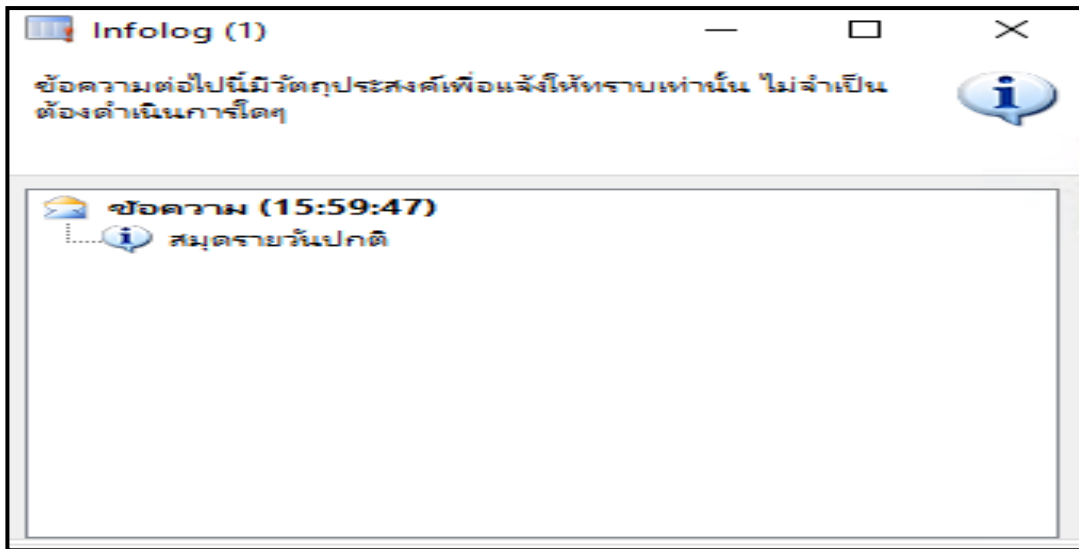 Infolog (1)
ข้อความต่อไปนี้มีวัตถุประสงค์เพื่อแจ้งให้ทราบเท่านั้น ไม่จำเป็น
ต้องดำเนินการใดๆ
ข้อความ (15:59:47)
สมุดรายวันปกติ